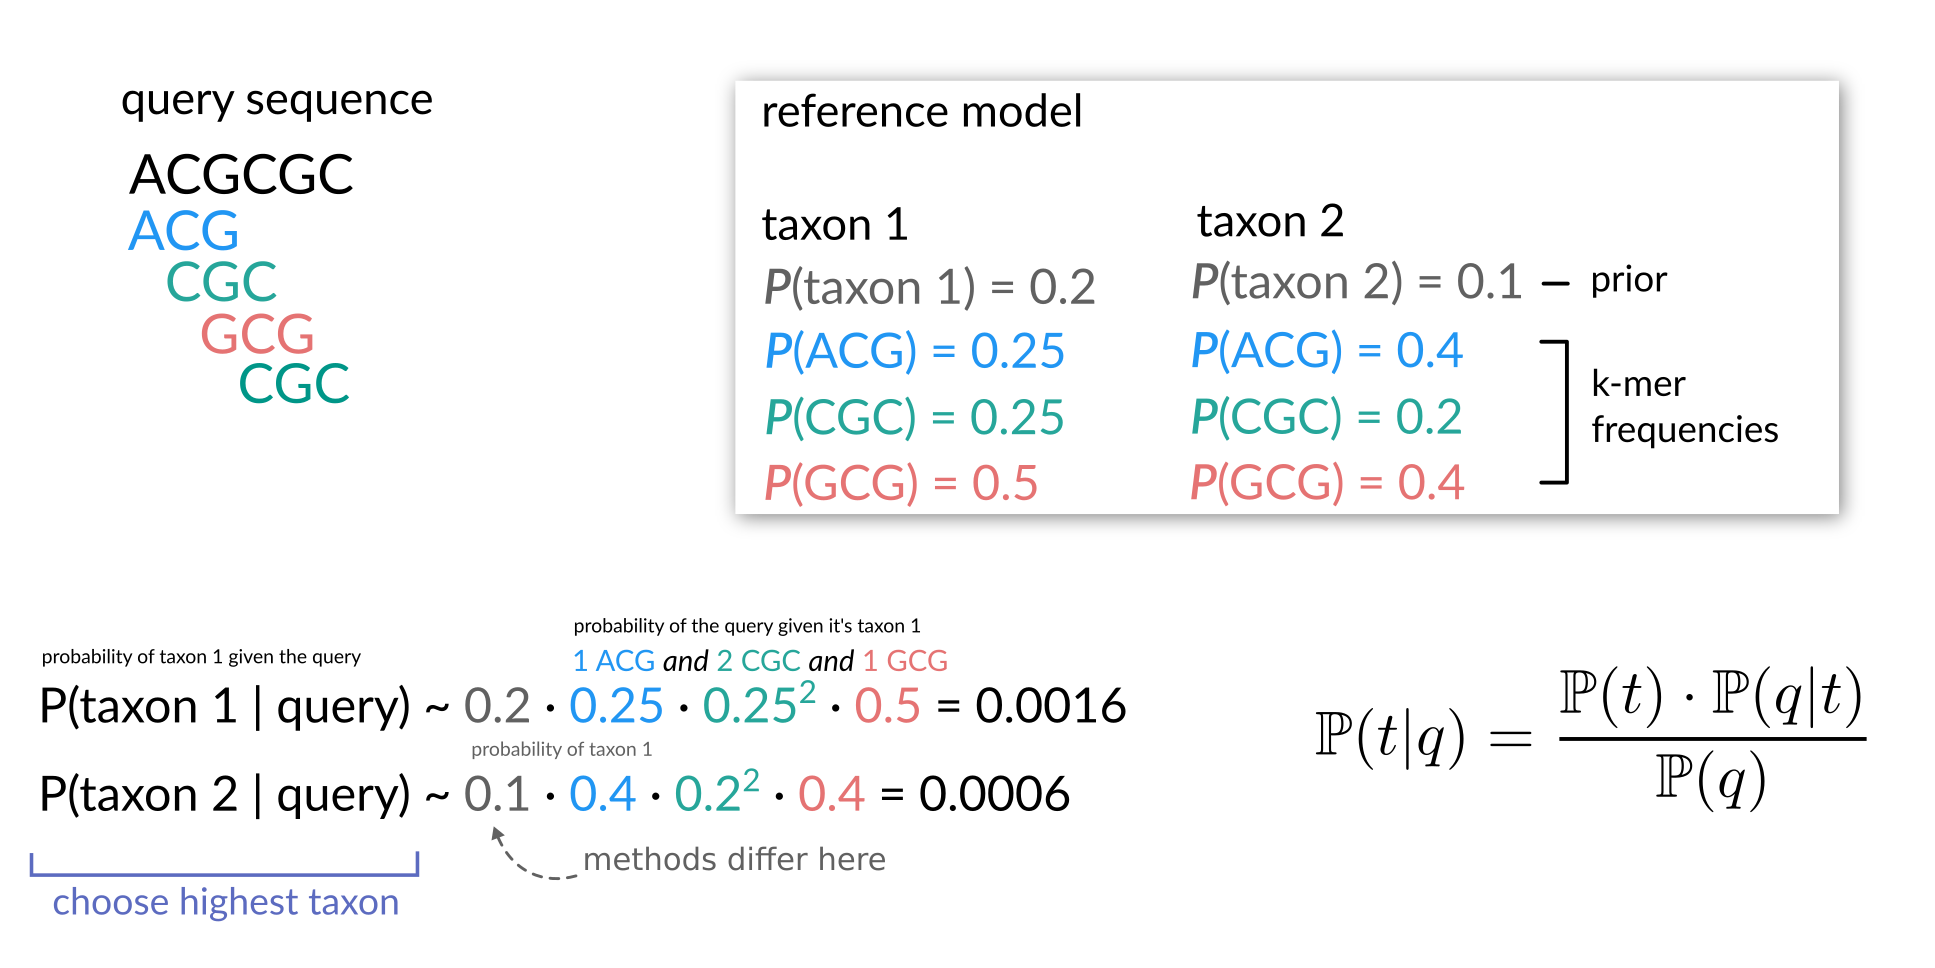 query sequence
ACGCGC
ACG
CGC
GCG
CGC
reference model
taxon 1
P(taxon 1) = 0.2
P(ACG) = 0.25
P(CGC) = 0.25
P(GCG) = 0.5
taxon 2
P(taxon 2) = 0.1 – prior
P(ACG) = 0.4
P(CGC) = 0.2
P(GCG) = 0.4
k-mer
frequencies
probability of the query given it's taxon 1
probability of taxon 1 given the query
1 ACG and 2 CGC and 1 GCG
P(taxon 1 | query) ~ 0.2 · 0.25 · 0.25² · 0.5 = 0.0016
probability of taxon 1
P(taxon 2 | query) ~ 0.1 · 0.4 · 0.2² · 0.4 = 0.0006
methods differ here
choose highest taxon
ℙ(t|q) = ℙ(t) · ℙ(q|t)
ℙ(q)